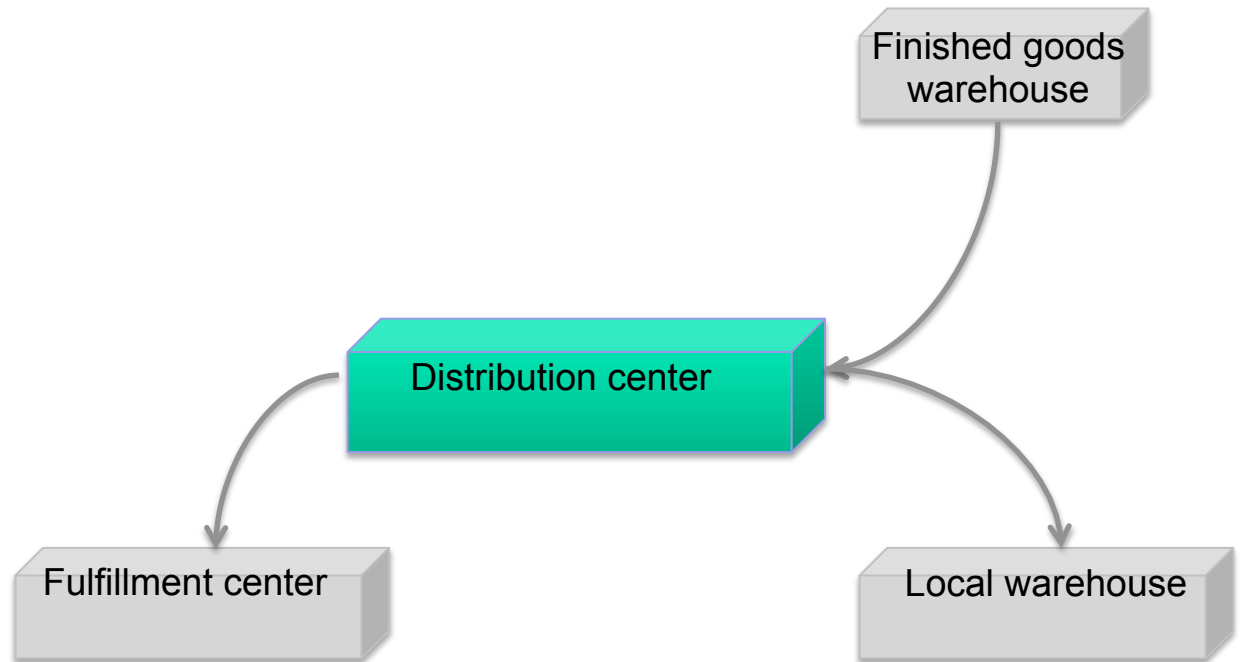 Finished goods
warehouse
Distribution center
Fulfillment center
Local warehouse